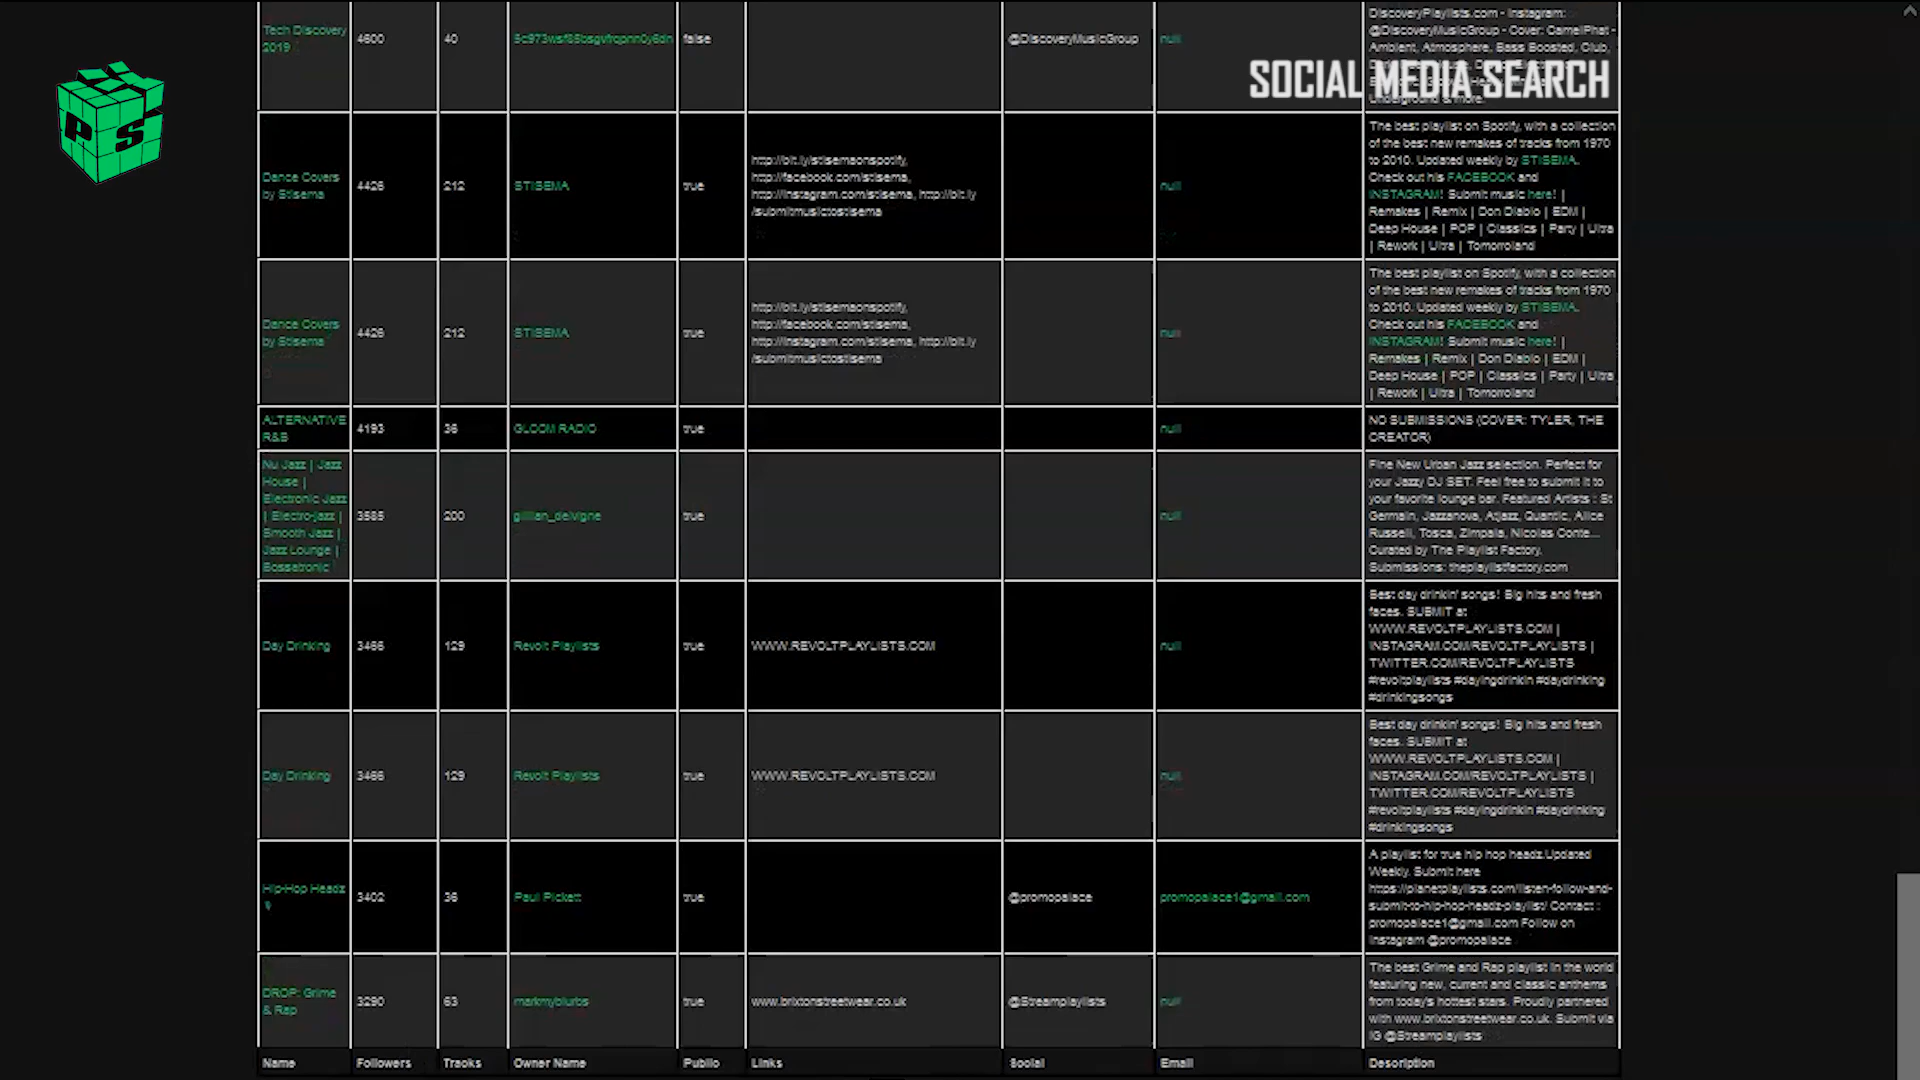 PS
SOCIAL MEDIA SEARCH
Tech Discovery
2019
4600
40
false
@DiscoveryMusicGroup
null
DiscoveryPlaylists.com - Instagram:
@DiscoveryMusicGroup - Cover: CamelPhat -
Ambient, Atmosphere, Bass Boosted, Club,
Underground & more.
Dance Covers
by Stisema
4426
212
STISEMA
true
http://bit.ly/stisemaonspotify,
http://facebook.com/stisema,
http://instagram.com/stisema, http://bit.ly
/submitmusictostisema
null
The best playlist on Spotify, with a collection
of the best new remakes of tracks from 1970
to 2010. Updated weekly by STISEMA.
Check out his FACEBOOK and
INSTAGRAM! Submit music here! |
Remakes | Remix | Don Diablo | EDM |
Deep House | POP | Classics | Party | Ultra
| Rework | Ultra | Tomorroland
Dance Covers
by Stisema
4426
212
STISEMA
true
http://bit.ly/stisemaonspotify,
http://facebook.com/stisema,
http://instagram.com/stisema, http://bit.ly
/submitmusictostisema
null
The best playlist on Spotify, with a collection
of the best new remakes of tracks from 1970
to 2010. Updated weekly by STISEMA.
Check out his FACEBOOK and
INSTAGRAM! Submit music here! |
Remakes | Remix | Don Diablo | EDM |
Deep House | POP | Classics | Party | Ultra
| Rework | Ultra | Tomorroland
ALTERNATIVE
R&B
4193
36
GLOOM RADIO
true
null
NO SUBMISSIONS (COVER: TYLER, THE
CREATOR)
Nu Jazz | Jazz
House |
Electronic Jazz
| Electro-jazz |
Smooth Jazz |
Jazz Lounge |
Bossatronic
3585
200
gillian_delvigne
true
null
Fine New Urban Jazz selection. Perfect for
your Jazzy DJ SET. Feel free to submit it to
your favorite lounge bar. Featured Artists : St
Germain, Jazzanova, Atjazz, Quantic, Alice
Russell, Tosca, Zimpala, Nicolas Conte...
Curated by The Playlist Factory.
Submissions: theplaylistfactory.com
Day Drinking
3466
129
Revolt Playlists
true
WWW.REVOLTPLAYLISTS.COM
null
Best day drinkin' songs! Big hits and fresh
faces. SUBMIT at
WWW.REVOLTPLAYLISTS.COM |
INSTAGRAM.COM/REVOLTPLAYLISTS |
TWITTER.COM/REVOLTPLAYLISTS
#revoltplaylists #dayingdrinkin #daydrinking
#drinkingsongs
Day Drinking
3466
129
Revolt Playlists
true
WWW.REVOLTPLAYLISTS.COM
null
Best day drinkin' songs! Big hits and fresh
faces. SUBMIT at
WWW.REVOLTPLAYLISTS.COM |
INSTAGRAM.COM/REVOLTPLAYLISTS |
TWITTER.COM/REVOLTPLAYLISTS
#revoltplaylists #dayingdrinkin #daydrinking
#drinkingsongs
Hip-Hop Headz
3402
36
Paul Pickett
true
@promopalace
promopalace1@gmail.com
A playlist for true hip hop headz.Updated
Weekly. Submit here
https://planetplaylists.com/listen-follow-and-
submit-to-hip-hop-headz-playlist/ Contact :
promopalace1@gmail.com Follow on
Instagram @promopalace
DROP: Grime
& Rap
3290
63
markmyblurbs
true
www.brixtonstreetwear.co.uk
@Streamplaylists
null
The best Grime and Rap playlist in the world
featuring new, current and classic anthems
from today's hottest stars. Proudly partnered
with www.brixtonstreetwear.co.uk. Submit via
IG @Streamplaylists
Name
Followers
Tracks
Owner Name
Public
Links
Social
Email
Description